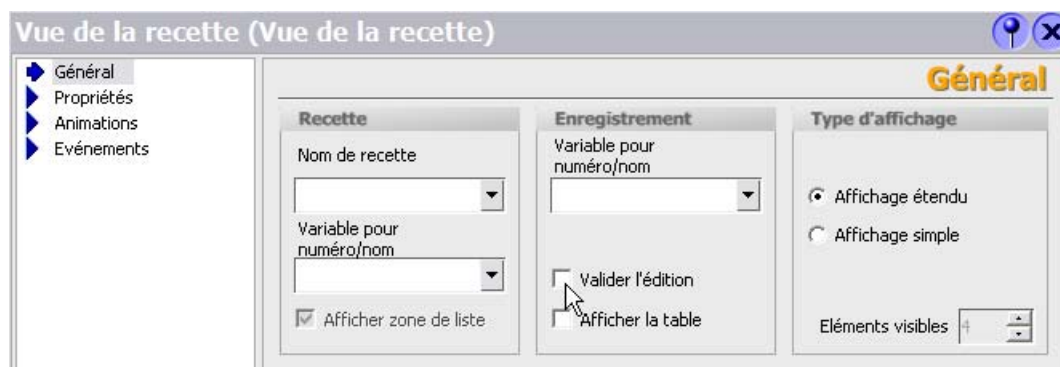 Vue de la recette (Vue de la recette)
Général
Propriétés
Animations
Evénements
Général
Recette
Nom de recette
Variable pour
numéro/nom
Afficher zone de liste
Enregistrement
Variable pour
numéro/nom
Valider l'édition
Afficher la table
Type d'affichage
Affichage étendu
Affichage simple
Eléments visibles 4